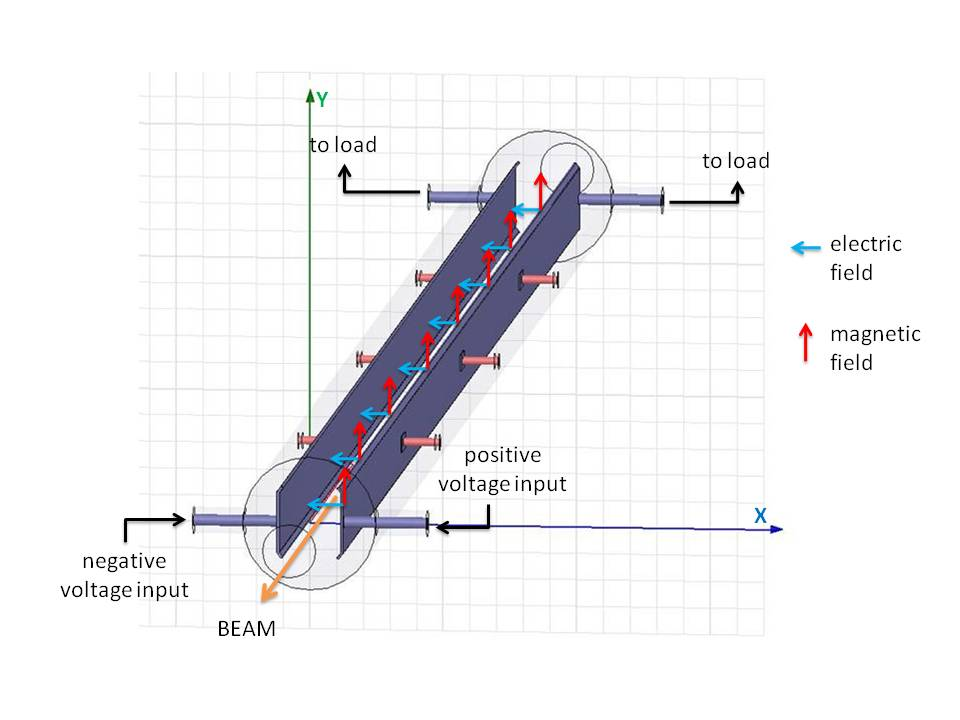 Y
to load
to load
electric
field
magnetic
field
positive
voltage input
X
negative
voltage input
BEAM